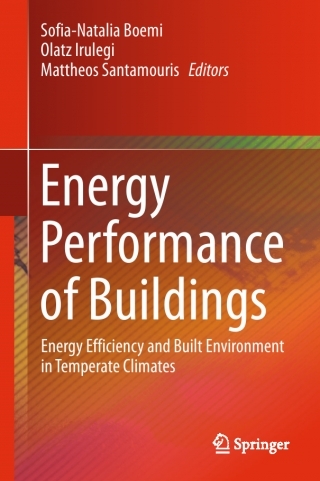 Sofia-Natalia Boemi
Olatz Irulegi
Mattheos Santamouris Editors
Energy
Performance
of Buildings
Energy Efficiency and Built Environment
in Temperate Climates
Springer